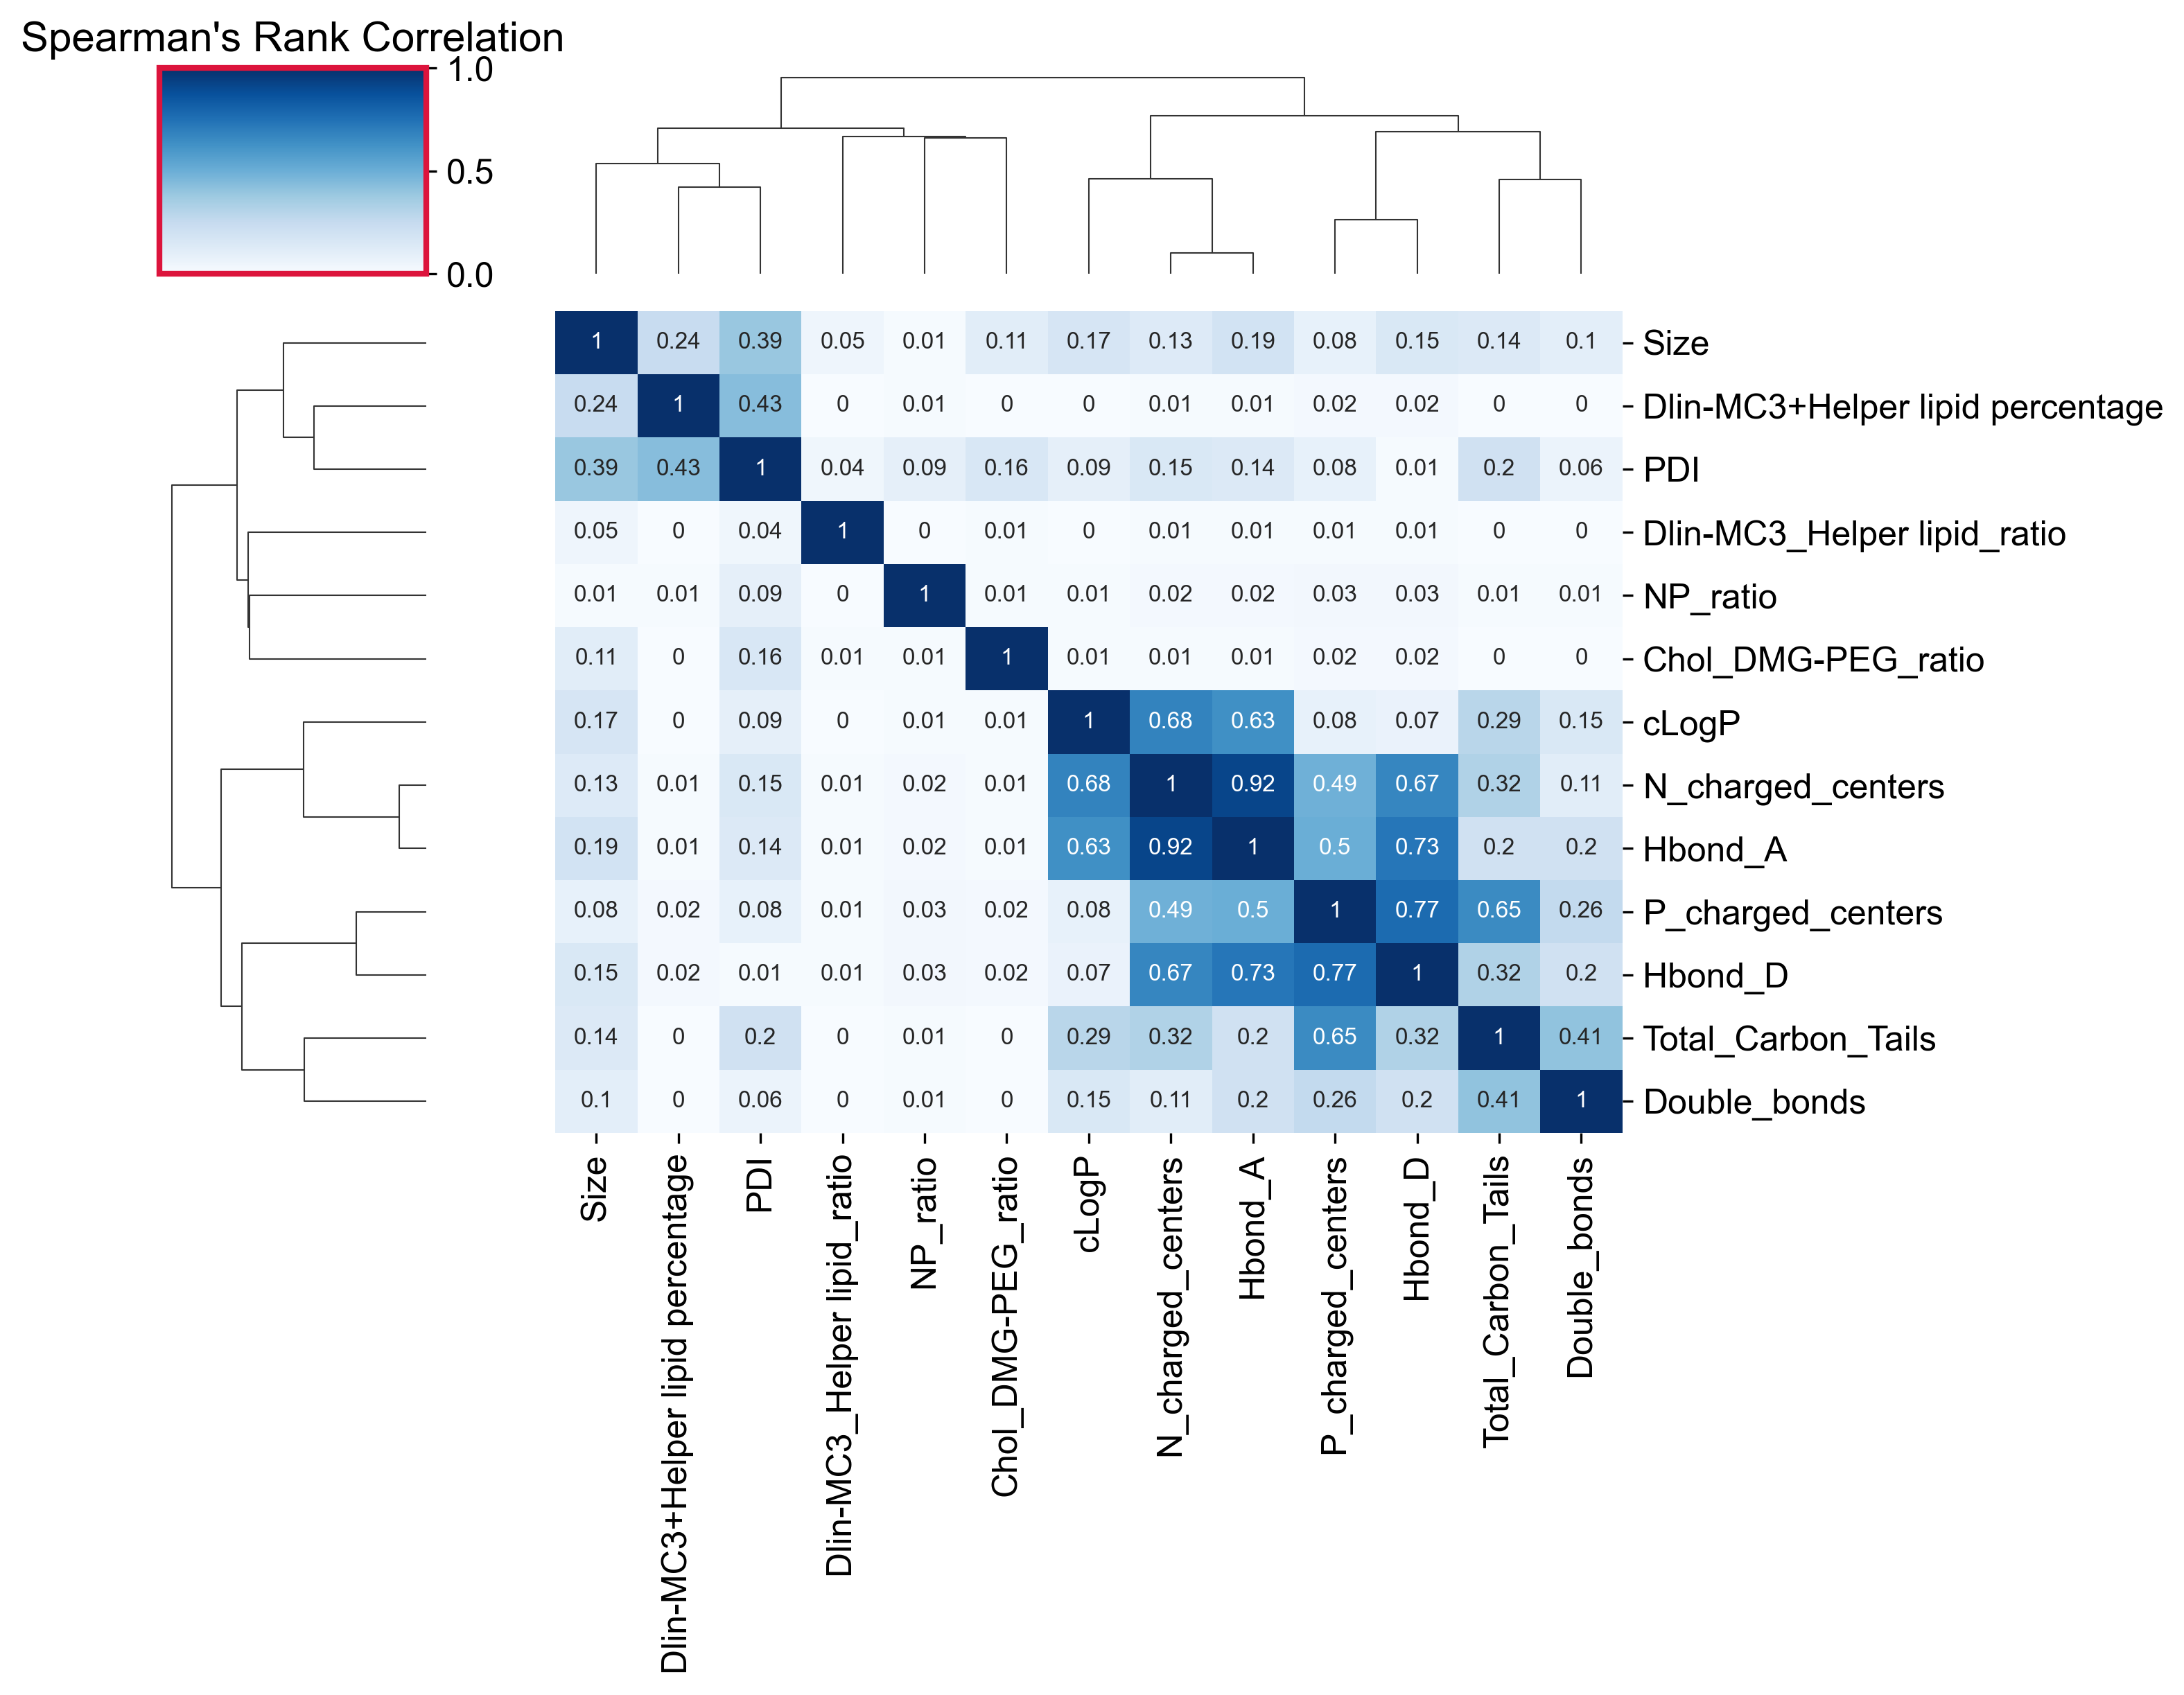 Spearman's Rank Correlation
1.0
0.5
0.0
1 0.24 0.39 0.05 0.01 0.11 0.17 0.13 0.19 0.08 0.15 0.14 0.1 Size
0.24 1 0.43 0 0.01 0 0 0.01 0.01 0.02 0.02 0 0 Dlin-MC3+Helper lipid percentage
0.39 0.43 1 0.04 0.09 0.16 0.09 0.15 0.14 0.08 0.01 0.2 0.06 PDI
0.05 0 0.04 1 0 0.01 0 0.01 0.01 0.01 0.01 0 0 Dlin-MC3_Helper lipid_ratio
0.01 0.01 0.09 0 1 0.01 0.01 0.02 0.02 0.03 0.03 0.01 0.01 NP_ratio
0.11 0 0.16 0.01 0.01 1 0.01 0.01 0.01 0.02 0.02 0 0 Chol_DMG-PEG_ratio
0.17 0 0.09 0 0.01 0.01 1 0.68 0.63 0.08 0.07 0.29 0.15 cLogP
0.13 0.01 0.15 0.01 0.02 0.01 0.68 1 0.92 0.49 0.67 0.32 0.11 N_charged_centers
0.19 0.01 0.14 0.01 0.02 0.01 0.63 0.92 1 0.5 0.73 0.2 0.2 Hbond_A
0.08 0.02 0.08 0.01 0.03 0.02 0.08 0.49 0.5 1 0.77 0.65 0.26 P_charged_centers
0.15 0.02 0.01 0.01 0.03 0.02 0.07 0.67 0.73 0.77 1 0.32 0.2 Hbond_D
0.14 0 0.2 0 0.01 0 0.29 0.32 0.2 0.65 0.32 1 0.41 Total_Carbon_Tails
0.1 0 0.06 0 0.01 0 0.15 0.11 0.2 0.26 0.2 0.41 1 Double_bonds
Size
Dlin-MC3+Helper lipid percentage
PDI
Dlin-MC3_Helper lipid_ratio
NP_ratio
Chol_DMG-PEG_ratio
cLogP
N_charged_centers
Hbond_A
P_charged_centers
Hbond_D
Total_Carbon_Tails
Double_bonds